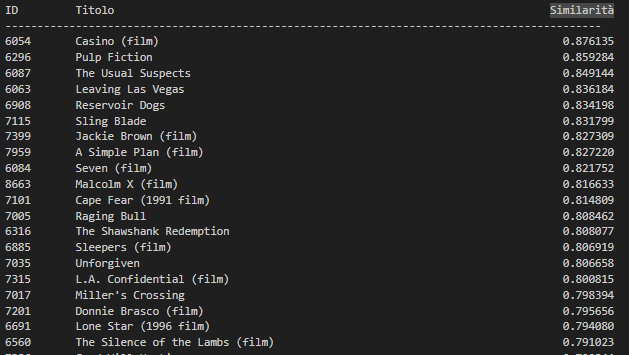 ID Titolo Similarità
--------------------------------------------------------------------------------------------
6054 Casino (film) 0.876135
6296 Pulp Fiction 0.859284
6087 The Usual Suspects 0.849144
6063 Leaving Las Vegas 0.836184
6908 Reservoir Dogs 0.834198
7115 Sling Blade 0.831799
7399 Jackie Brown (film) 0.827309
7959 A Simple Plan (film) 0.827220
6084 Seven (film) 0.821752
8663 Malcolm X (film) 0.816633
7101 Cape Fear (1991 film) 0.814809
7005 Raging Bull 0.808462
6316 The Shawshank Redemption 0.808077
6885 Sleepers (film) 0.806919
7035 Unforgiven 0.806658
7315 L.A. Confidential (film) 0.800815
7017 Miller's Crossing 0.798394
7201 Donnie Brasco (film) 0.795656
6691 Lone Star (1996 film) 0.794080
6560 The Silence of the Lambs (film) 0.791023